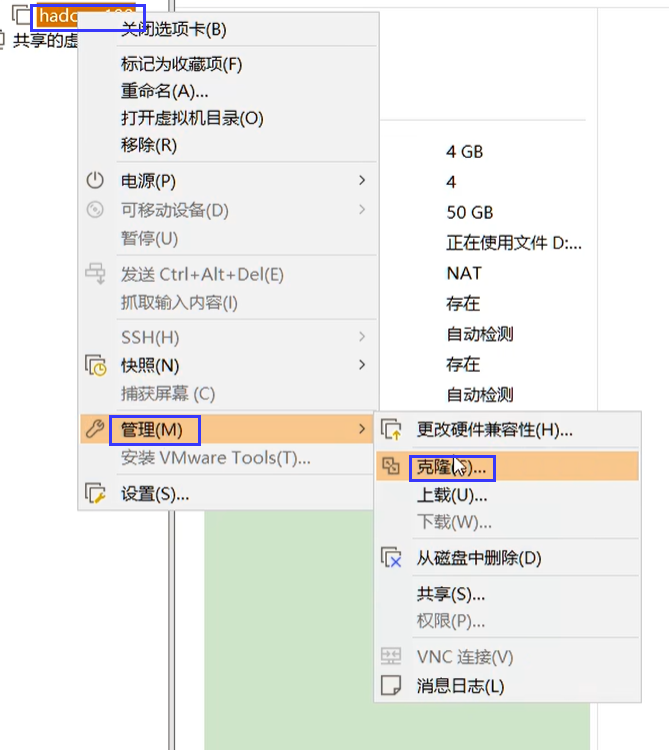 共享的虚
关闭选项卡(B)
标记为收藏项(F)
重命名(A)...
打开虚拟机目录(O)
移除(R)
电源(P)
可移动设备(D)
暂停(U)
发送 Ctrl+Alt+Del(E)
抓取输入内容(I)
SSH(H)
快照(N)
捕获屏幕 (C)
管理(M)
安装 VMware Tools(T)...
设置(S)...
4 GB
4
50 GB
正在使用文件 D:...
NAT
存在
自动检测
存在
自动检测
更改硬件兼容性(H)...
克隆
上载(U)...
下载(W)...
从磁盘中删除(D)
共享(S)...
权限(P)...
VNC 连接(V)
消息日志(L)